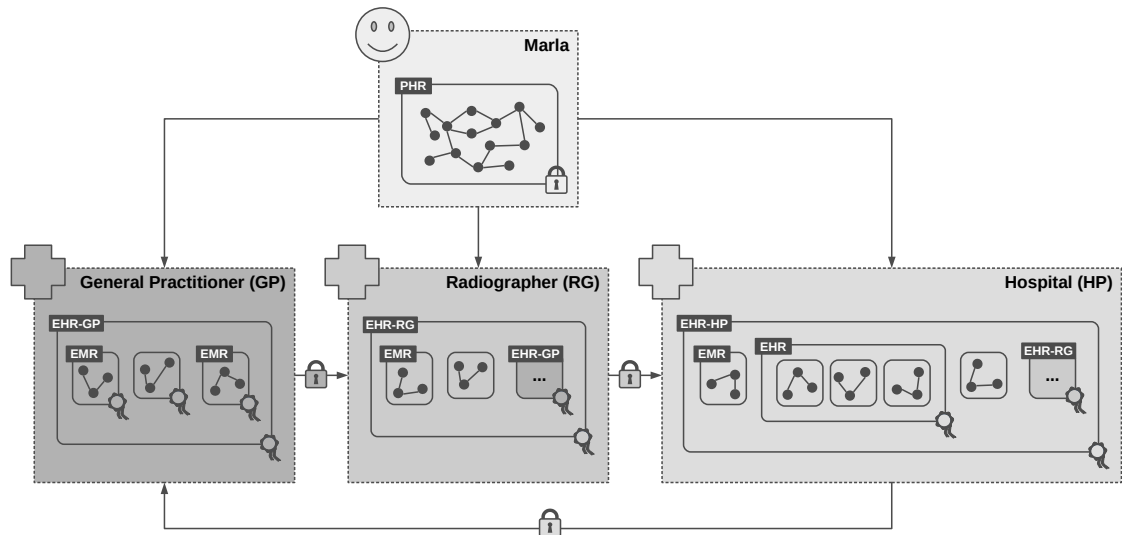 Marla
PHR
General Practitioner (GP)
EHR-GP
EMR
EMR
Radiographer (RG)
EHR-RG
EMR
EHR-GP
...
Hospital (HP)
EHR-HP
EMR
EHR
EHR-RG
...